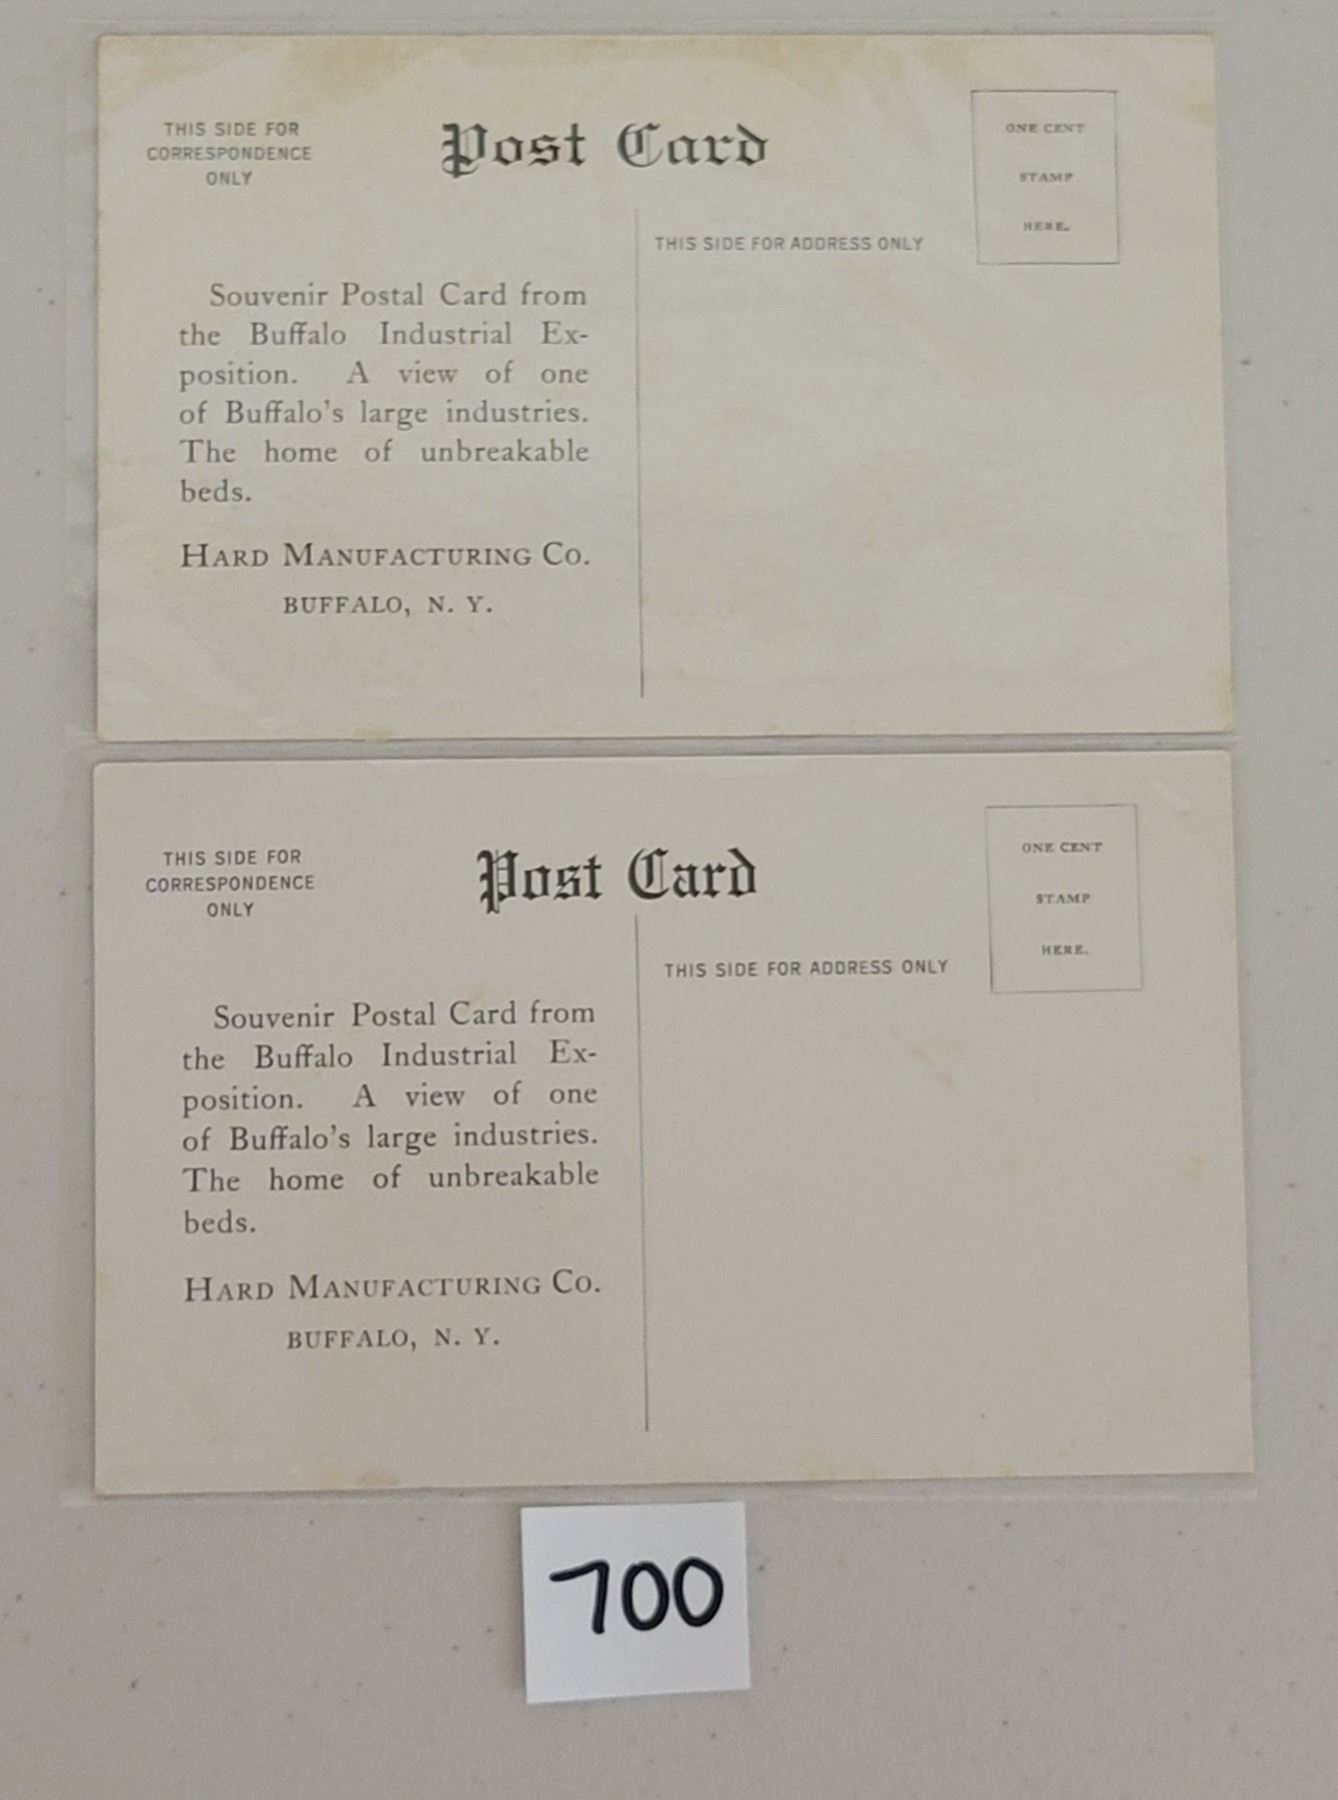 THIS SIDE FOR
CORRESPONDENCE
ONLY
Post Card
ONE CENT
STAMP
HERE.
THIS SIDE FOR ADDRESS ONLY
Souvenir Postal Card from
the Buffalo Industrial Ex-
position. A view of one
of Buffalo's large industries.
The home of unbreakable
beds.
HARD MANUFACTURING CO.
BUFFALO, N. Y.
THIS SIDE FOR
CORRESPONDENCE
ONLY
Post Card
ONE CENT
STAMP
HERE.
THIS SIDE FOR ADDRESS ONLY
Souvenir Postal Card from
the Buffalo Industrial Ex-
position. A view of one
of Buffalo's large industries.
The home of unbreakable
beds.
HARD MANUFACTURING CO.
BUFFALO, N. Y.
700